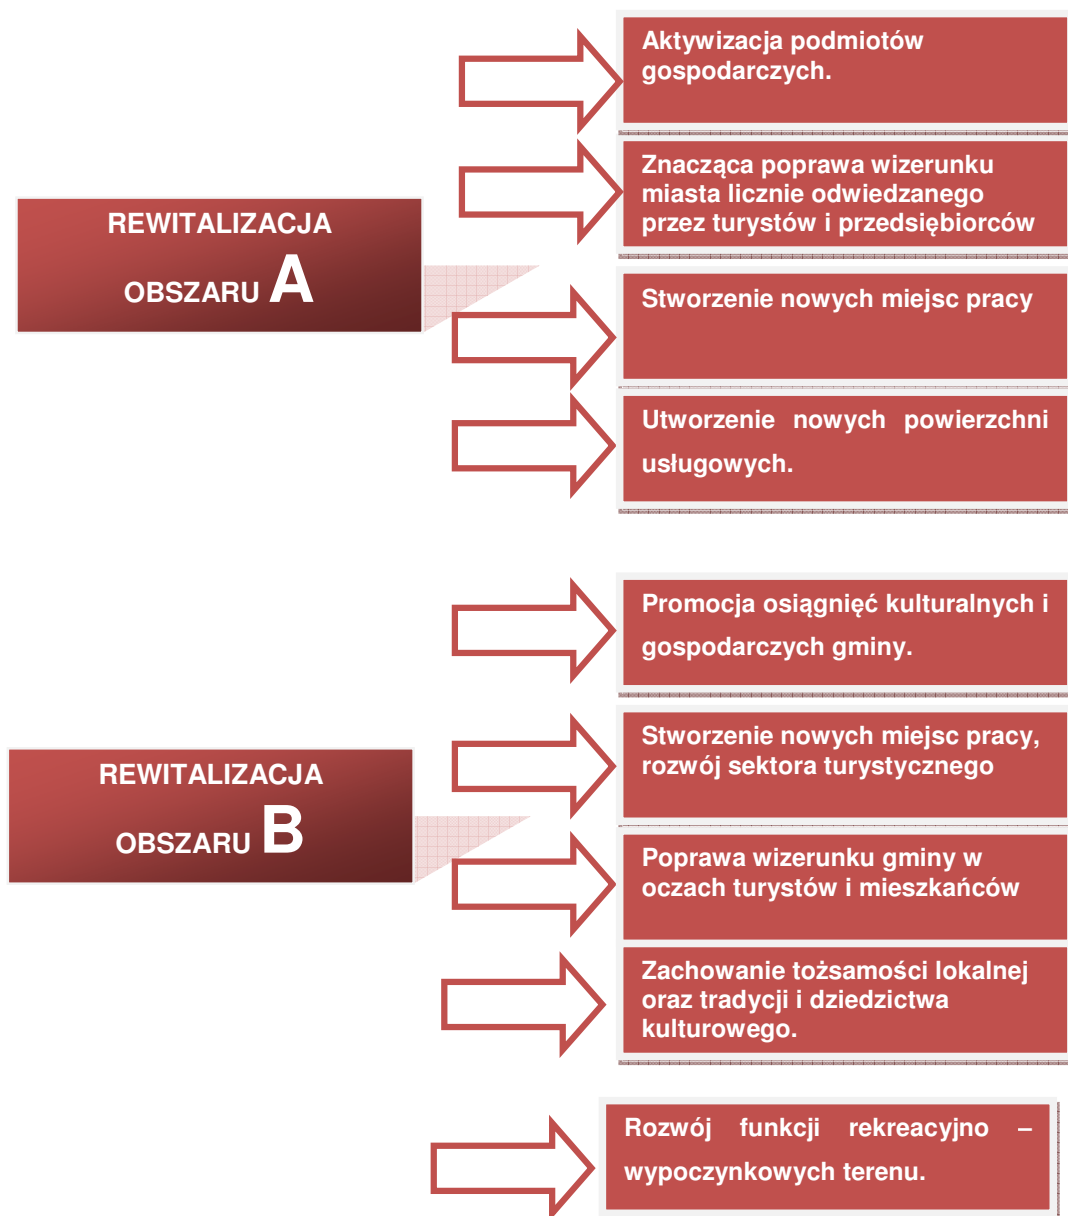 Aktywizacja podmiotów
gospodarczych.
Znacząca poprawa wizerunku
miasta licznie odwiedzanego
przez turystów i przedsiębiorców
REWITALIZACJA
OBSZARU A
Stworzenie nowych miejsc pracy
Utworzenie nowych powierzchni
usługowych.
Promocja osiągnięć kulturalnych i
gospodarczych gminy.
Stworzenie nowych miejsc pracy,
rozwój sektora turystycznego
REWITALIZACJA
OBSZARU B
Poprawa wizerunku gminy w
oczach turystów i mieszkańców
Zachowanie tożsamości lokalnej
oraz tradycji i dziedzictwa
kulturowego.
Rozwój funkcji rekreacyjno –
wypoczynkowych terenu.